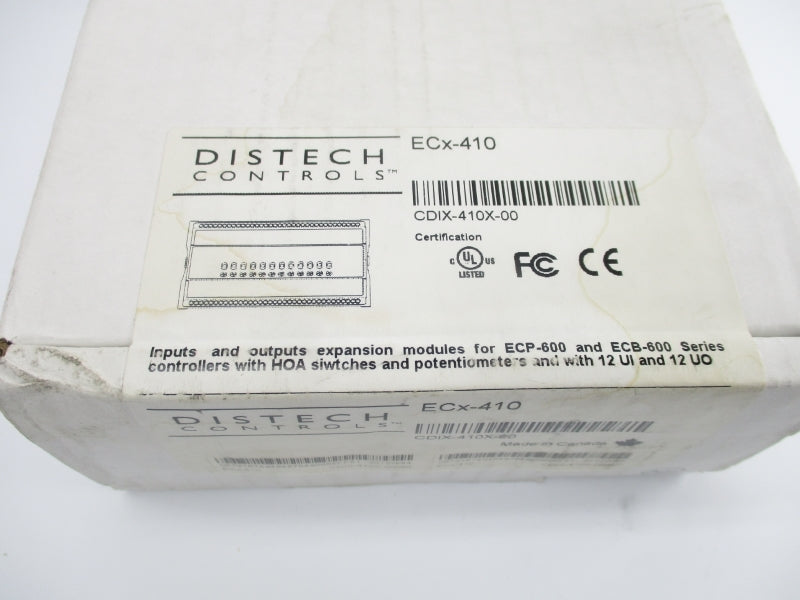 DISTECH
CONTROLS™
ECx-410
CDIX-410X-00
Certification
C UL US
LISTED
FC CE
Inputs and outputs expansion modules for ECP-600 and ECB-600 Series
controllers with HOA siwtches and potentiometers and with 12 UI and 12 UO
DISTECH
CONTROLS™
ECx-410
CDIX-410X-00
Made in Canada